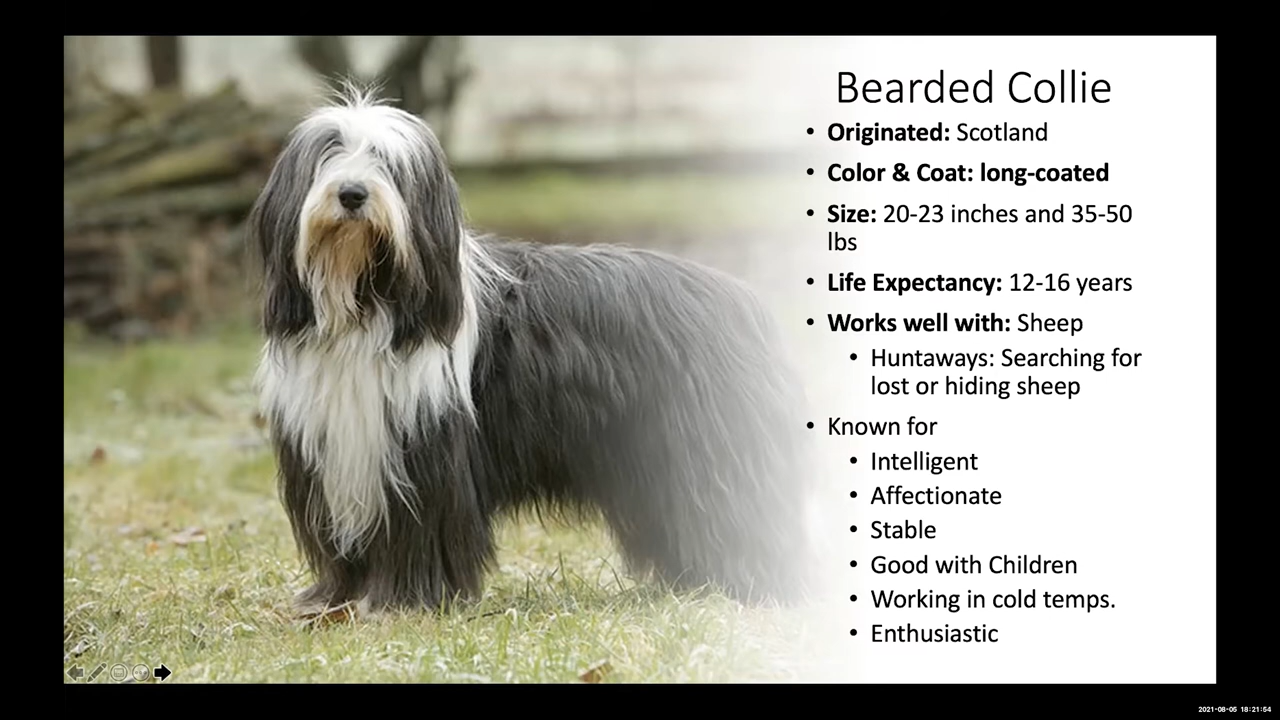 Bearded Collie
• Originated: Scotland
• Color & Coat: long-coated
• Size: 20-23 inches and 35-50
lbs
• Life Expectancy: 12-16 years
• Works well with: Sheep
• Huntaways: Searching for
lost or hiding sheep
• Known for
• Intelligent
• Affectionate
• Stable
• Good with Children
• Working in cold temps.
• Enthusiastic
2021-08-05 18:21:54